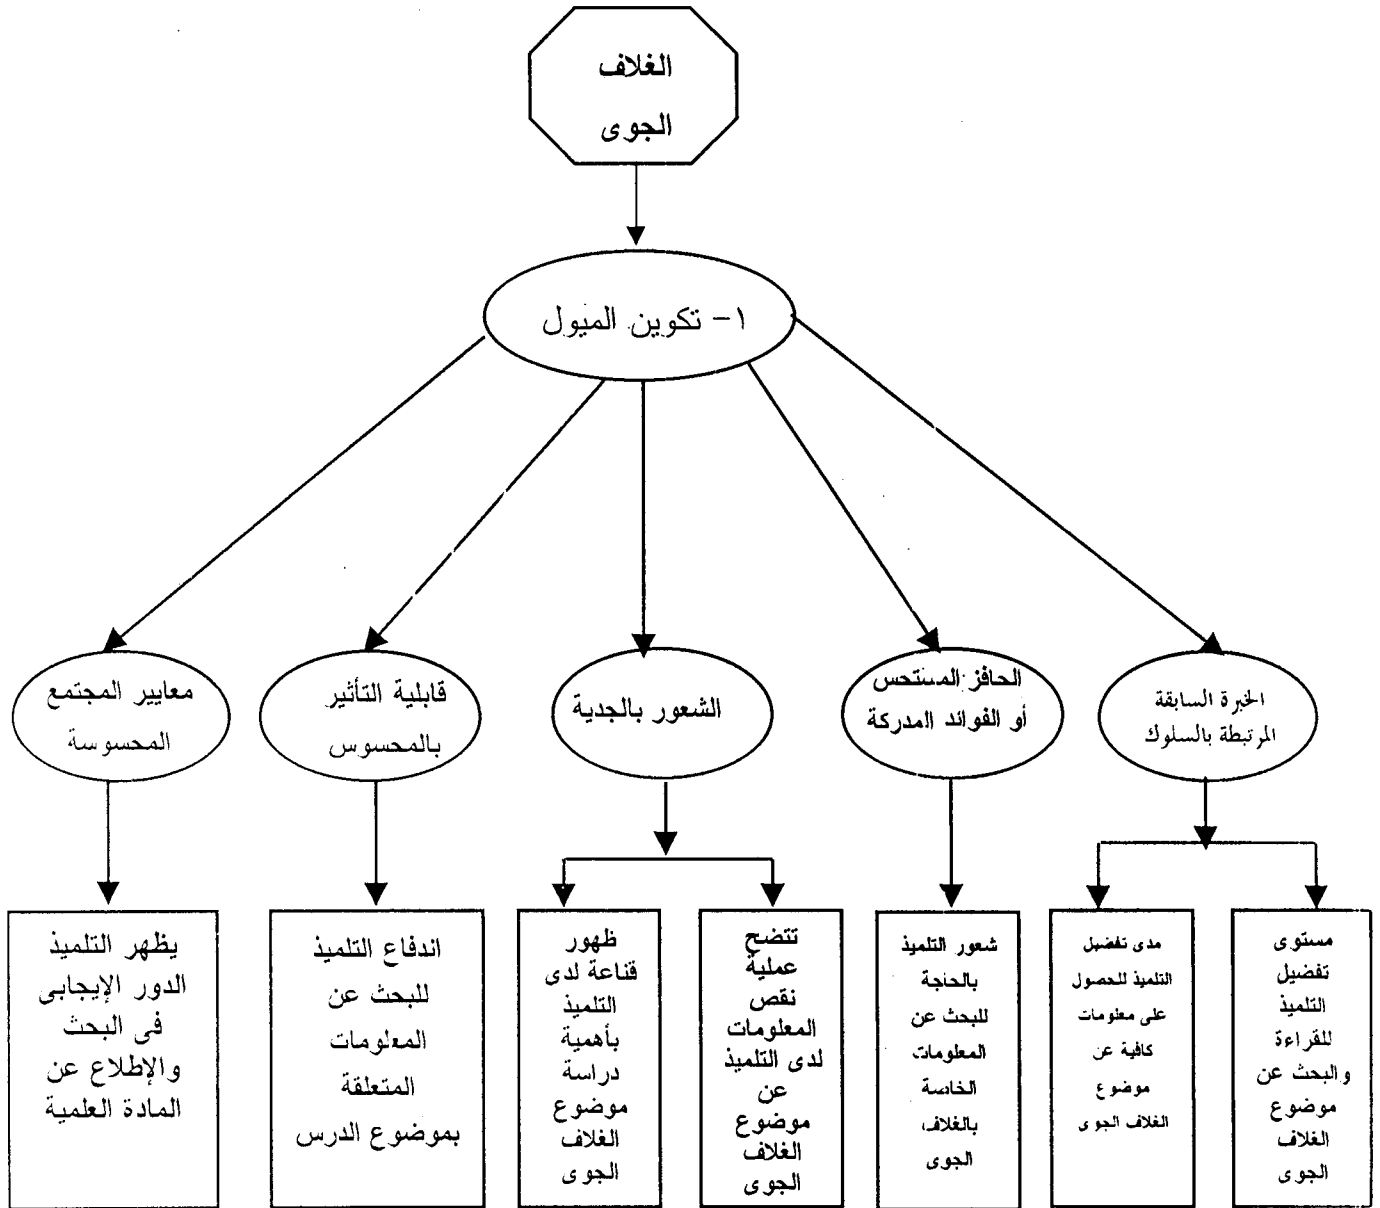 الغلاف
الجوى
١- تكوين الميول
الخبرة السابقة
المرتبطة بالسلوك
الحافز المستحس
أو الفوائد المدركة
الشعور بالجدية
قابلية التأثير
بالمحسوس
معايير المجتمع
المحسوسة
مستوى
تفضيل
التلميذ
للقراءة
والبحث عن
موضوع
الغلاف
الجوى
مدى تفضيل
التلميذ للحصول
على معلومات
كافية عن
موضوع
الغلاف الجوى
شعور التلميذ
بالحاجة
للبحث عن
المعلومات
الخاصة
بالغلاف
الجوى
تتضح
عملية
نقص
المعلومات
لدى التلميذ
عن
موضوع
الغلاف
الجوى
ظهور
قناعة لدى
التلميذ
بأهمية
دراسة
موضوع
الغلاف
الجوى
اندفاع التلميذ
للبحث عن
المعلومات
المتعلقة
بموضوع الدرس
يظهر التلميذ
الدور الإيجابى
فى البحث
والإطلاع عن
المادة العلمية